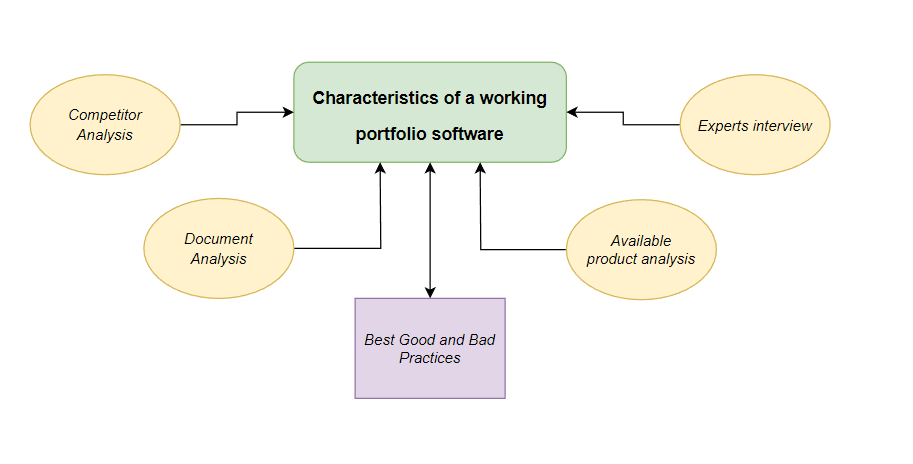 Characteristics of a working
portfolio software
Competitor
Analysis
Experts interview
Document
Analysis
Available
product analysis
Best Good and Bad
Practices